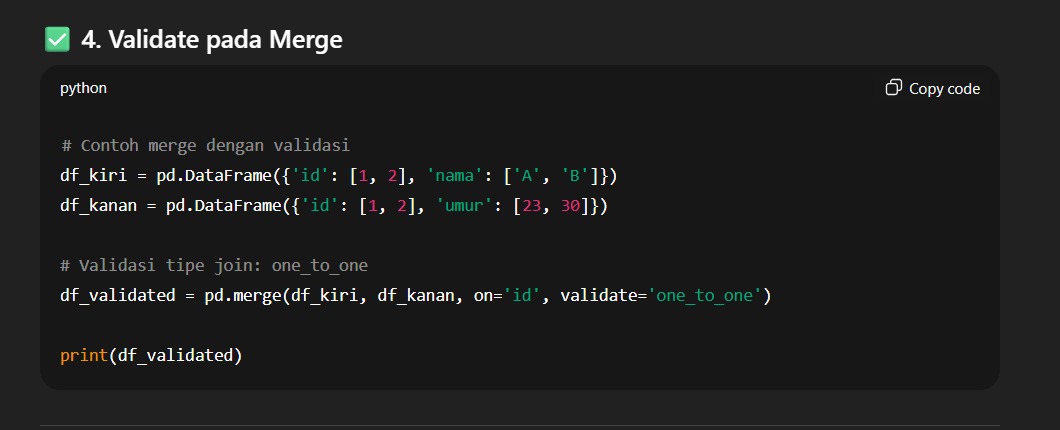 ✅ 4. Validate pada Merge
python
Copy code
# Contoh merge dengan validasi
df_kiri = pd.DataFrame({'id': [1, 2], 'nama': ['A', 'B']})
df_kanan = pd.DataFrame({'id': [1, 2], 'umur': [23, 30]})
# Validasi tipe join: one_to_one
df_validated = pd.merge(df_kiri, df_kanan, on='id', validate='one_to_one')
print(df_validated)